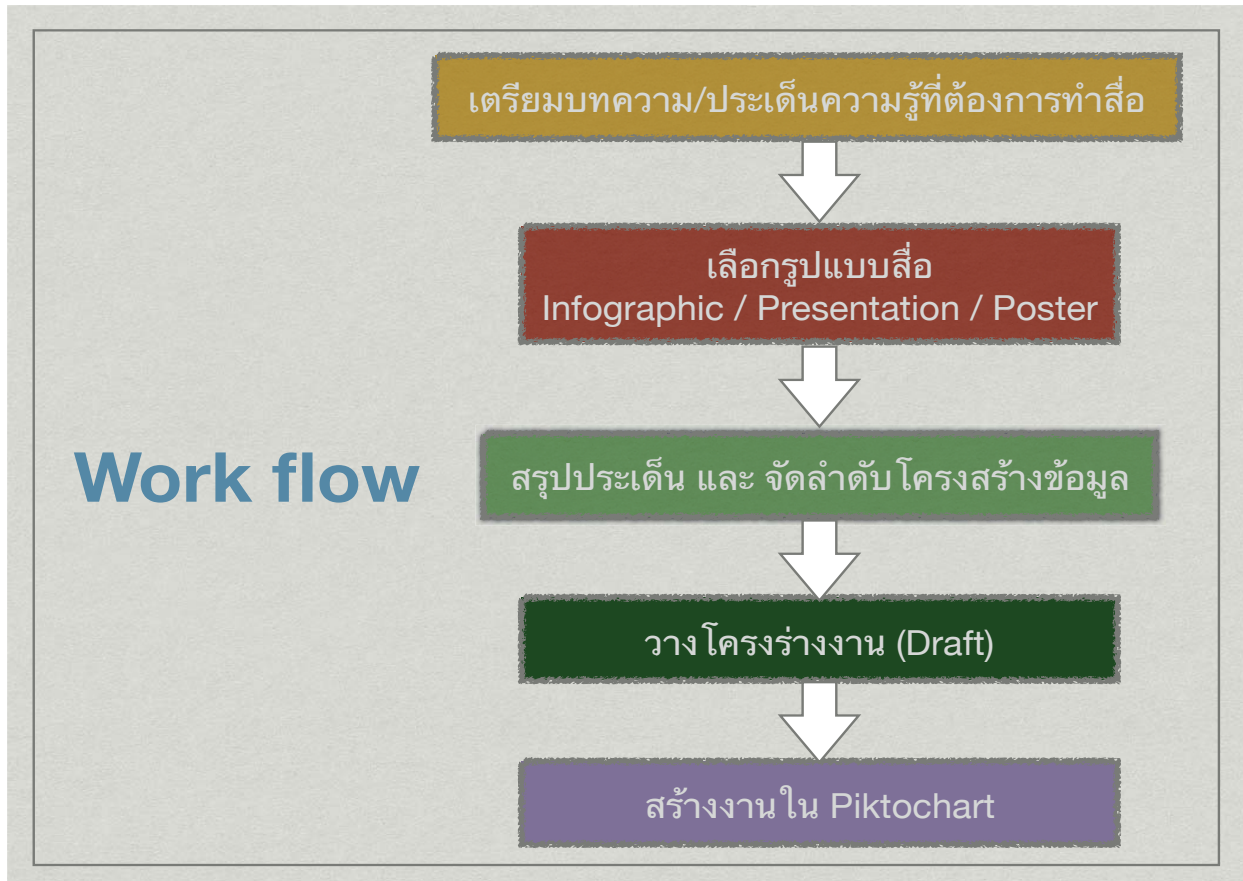 เตรียมบทความ/ประเด็นความรู้ที่ต้องการทำสื่อ
เลือกรูปแบบสื่อ
Infographic / Presentation / Poster
Work flow
สรุปประเด็น และ จัดลำดับโครงสร้างข้อมูล
วางโครงร่างงาน (Draft)
สร้างงานใน Piktochart